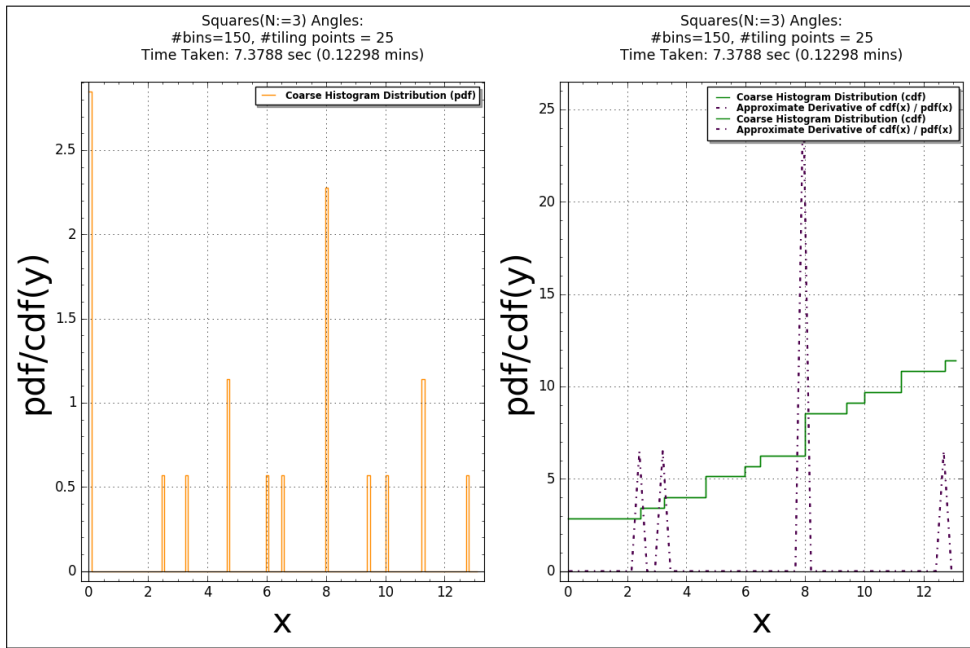 Squares(N:=3) Angles:
#bins=150, #tiling points = 25
Time Taken: 7.3788 sec (0.12298 mins)
Coarse Histogram Distribution (pdf)
2.5
2
1.5
1
0.5
0
0 2 4 6 8 10 12
pdf/cdf(y)
x
Squares(N:=3) Angles:
#bins=150, #tiling points = 25
Time Taken: 7.3788 sec (0.12298 mins)
Coarse Histogram Distribution (cdf)
Approximate Derivative of cdf(x) / pdf(x)
Coarse Histogram Distribution (cdf)
Approximate Derivative of cdf(x) / pdf(x)
25
20
15
10
5
0
0 2 4 6 8 10 12
pdf/cdf(y)
x